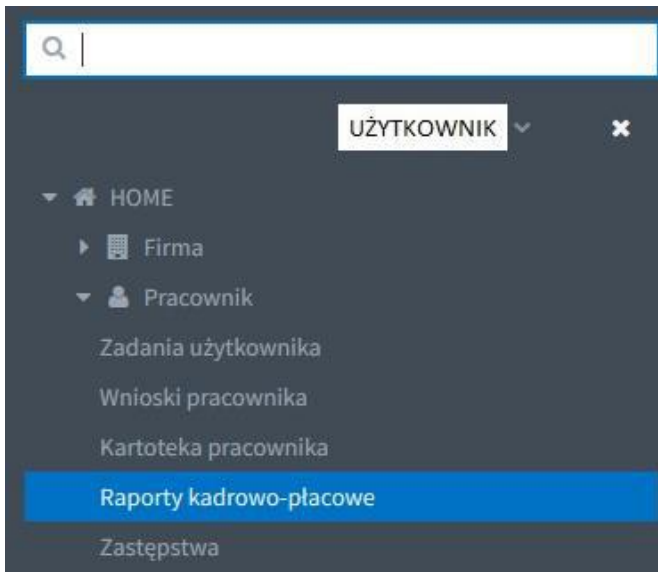 UŻYTKOWNIK
HOME
Firma
Pracownik
Zadania użytkownika
Wnioski pracownika
Kartoteka pracownika
Raporty kadrowo-płacowe
Zastępstwa